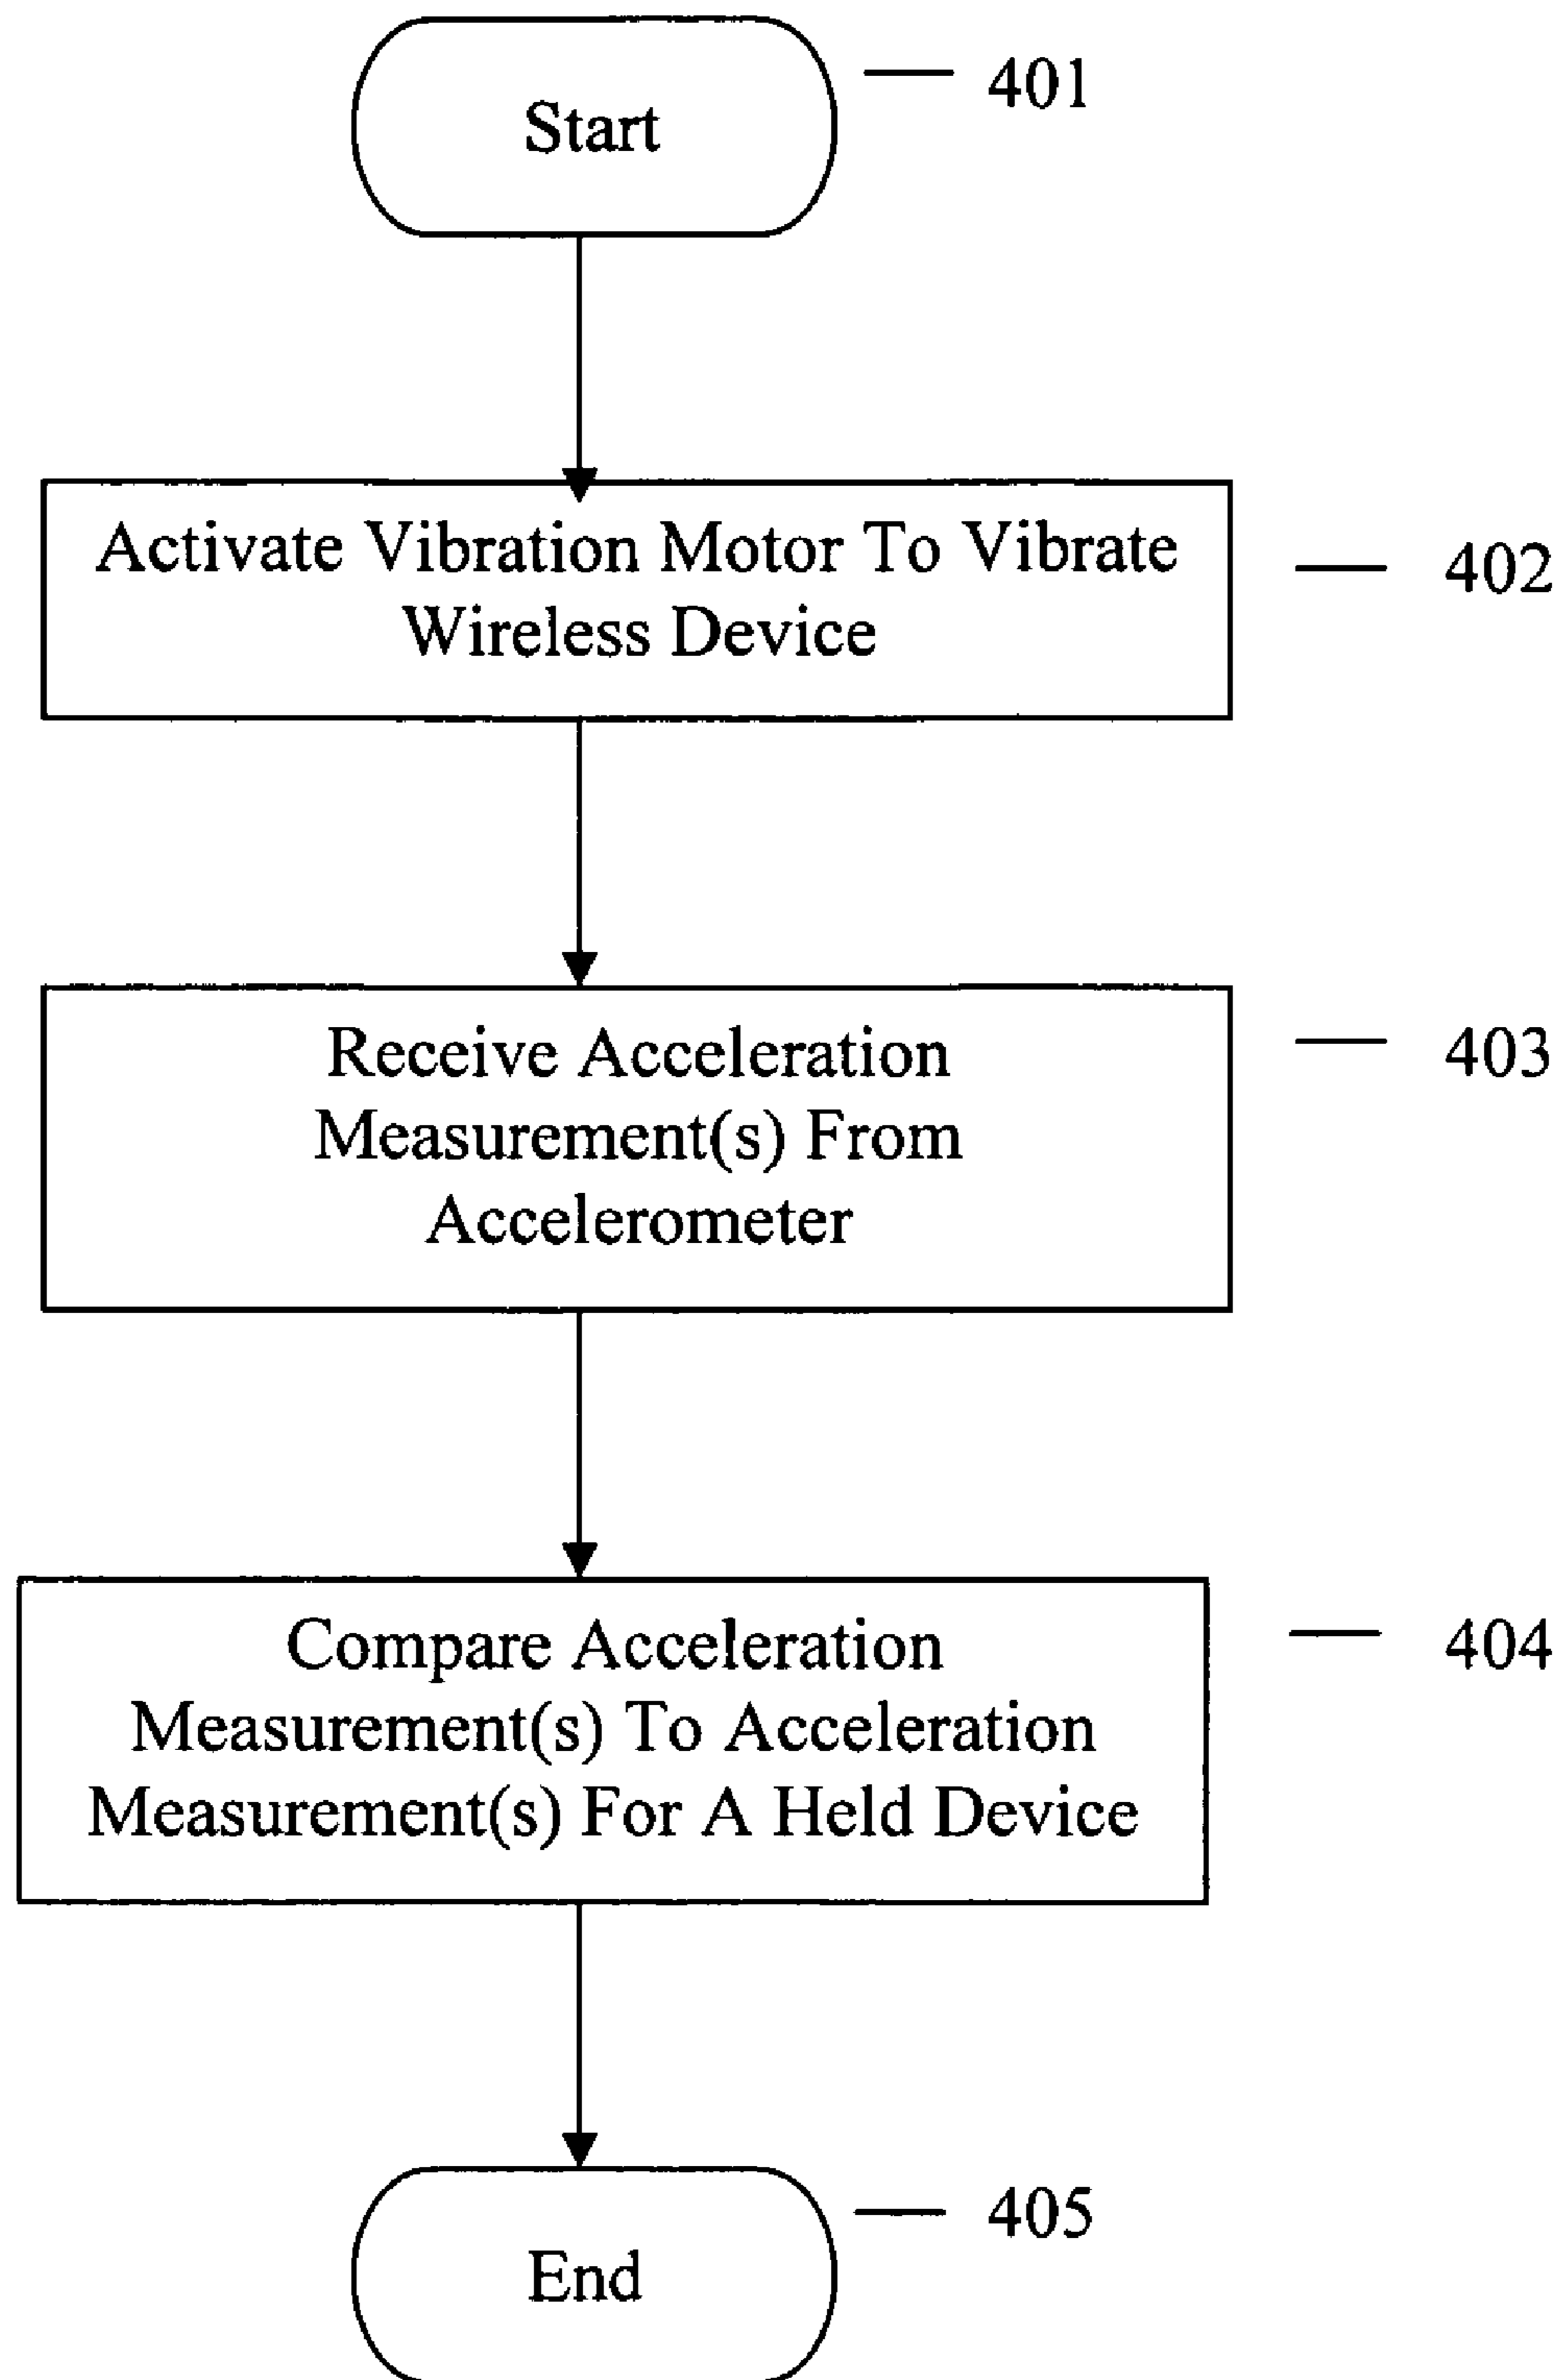 Start
401
Activate Vibration Motor To Vibrate
Wireless Device
402
Receive Acceleration
Measurement(s) From
Accelerometer
403
Compare Acceleration
Measurement(s) To Acceleration
Measurement(s) For A Held Device
404
End
405